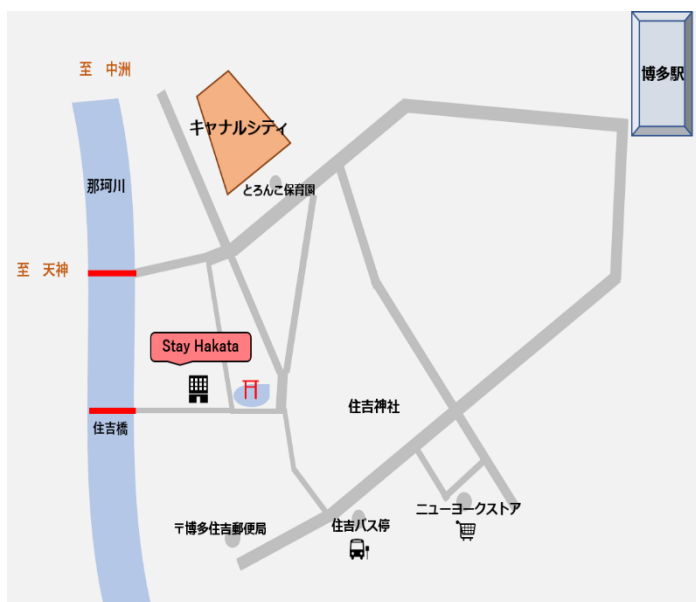 至　中洲
博多駅
キャナルシティ
那珂川
とろんこ保育園
至　天神
Stay Hakata
住吉神社
住吉橋
ニューヨークストア
〒博多住吉郵便局
住吉バス停